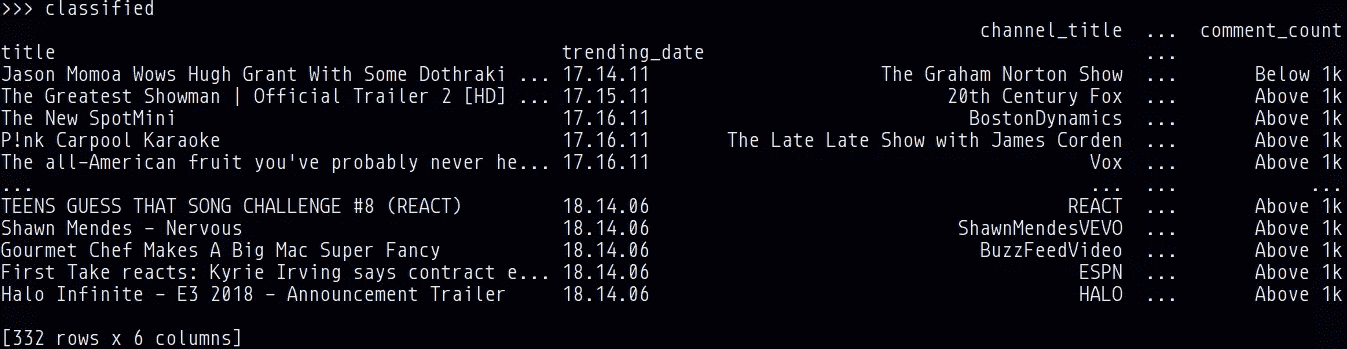 >>> classified
channel_title ... comment_count
title trending_date ...
Jason Momoa Wows Hugh Grant With Some Dothraki ... 17.14.11 The Graham Norton Show ... Below 1k
The Greatest Showman | Official Trailer 2 [HD] ... 17.15.11 20th Century Fox ... Above 1k
The New SpotMini 17.16.11 BostonDynamics ... Above 1k
P!nk Carpool Karaoke 17.16.11 The Late Late Show with James Corden ... Above 1k
The all-American fruit you've probably never he... 17.16.11 Vox ... Above 1k
... ... ... ...
TEENS GUESS THAT SONG CHALLENGE #8 (REACT) 18.14.06 REACT ... Above 1k
Shawn Mendes - Nervous 18.14.06 ShawnMendesVEVO ... Above 1k
Gourmet Chef Makes A Big Mac Super Fancy 18.14.06 BuzzFeedVideo ... Above 1k
First Take reacts: Kyrie Irving says contract e... 18.14.06 ESPN ... Above 1k
Halo Infinite - E3 2018 - Announcement Trailer 18.14.06 HALO ... Above 1k
[332 rows x 6 columns]